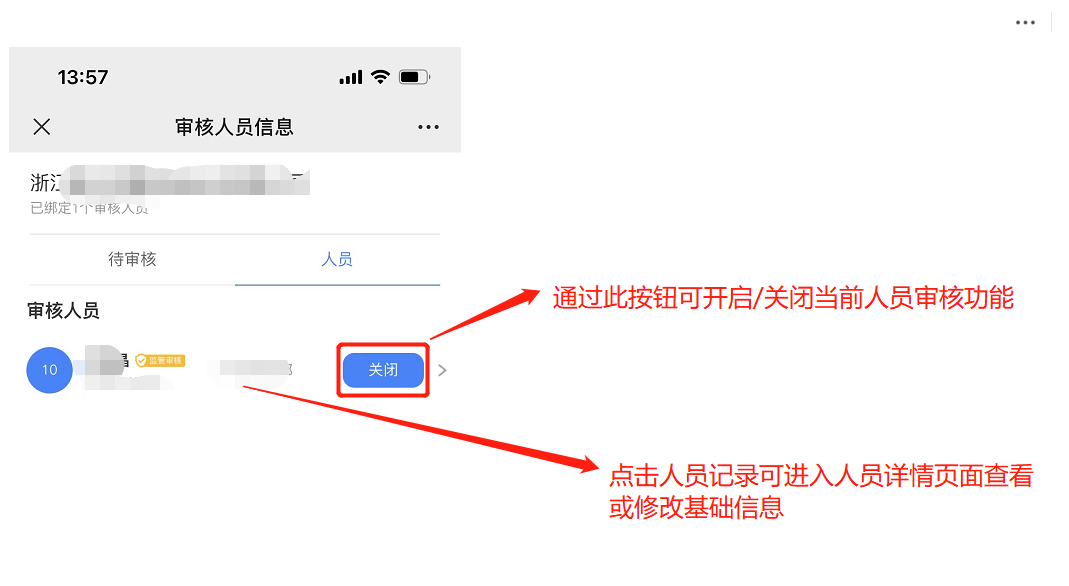 13:57
审核人员信息
浙江
已绑定1个审核人员
待审核
人员
审核人员
10
监管审核
关闭
通过此按钮可开启/关闭当前人员审核功能
点击人员记录可进入人员详情页面查看
或修改基础信息